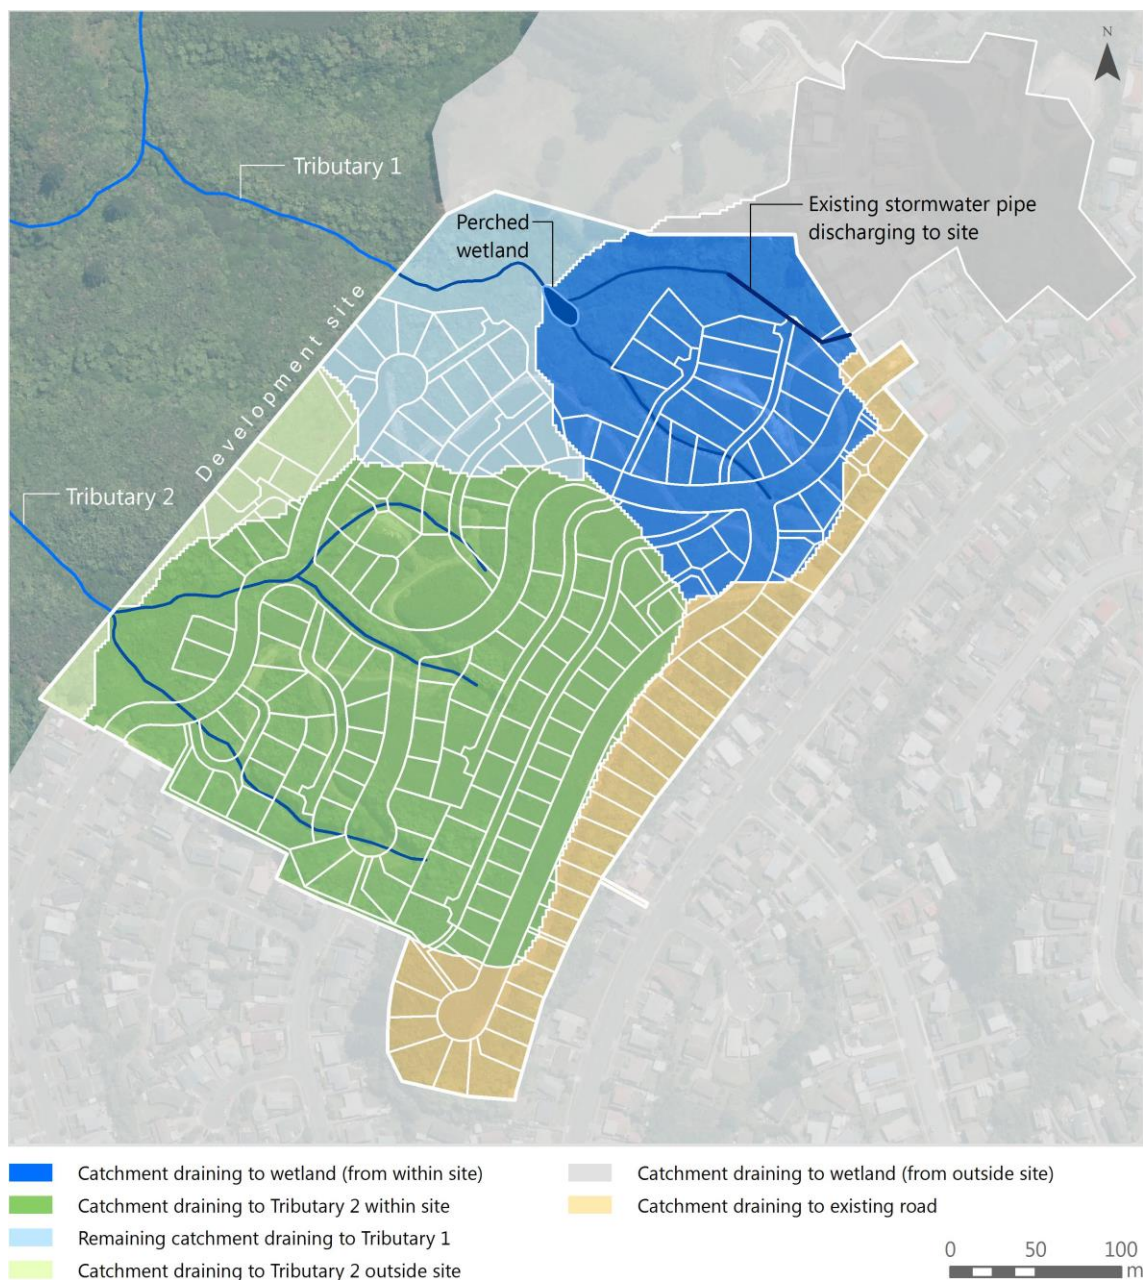 N
Tributary 1
Perched
wetland
Existing stormwater pipe
discharging to site
Development site
Tributary 2
Catchment draining to wetland (from within site)
Catchment draining to Tributary 2 within site
Remaining catchment draining to Tributary 1
Catchment draining to Tributary 2 outside site
Catchment draining to wetland (from outside site)
Catchment draining to existing road
0 50 100
m